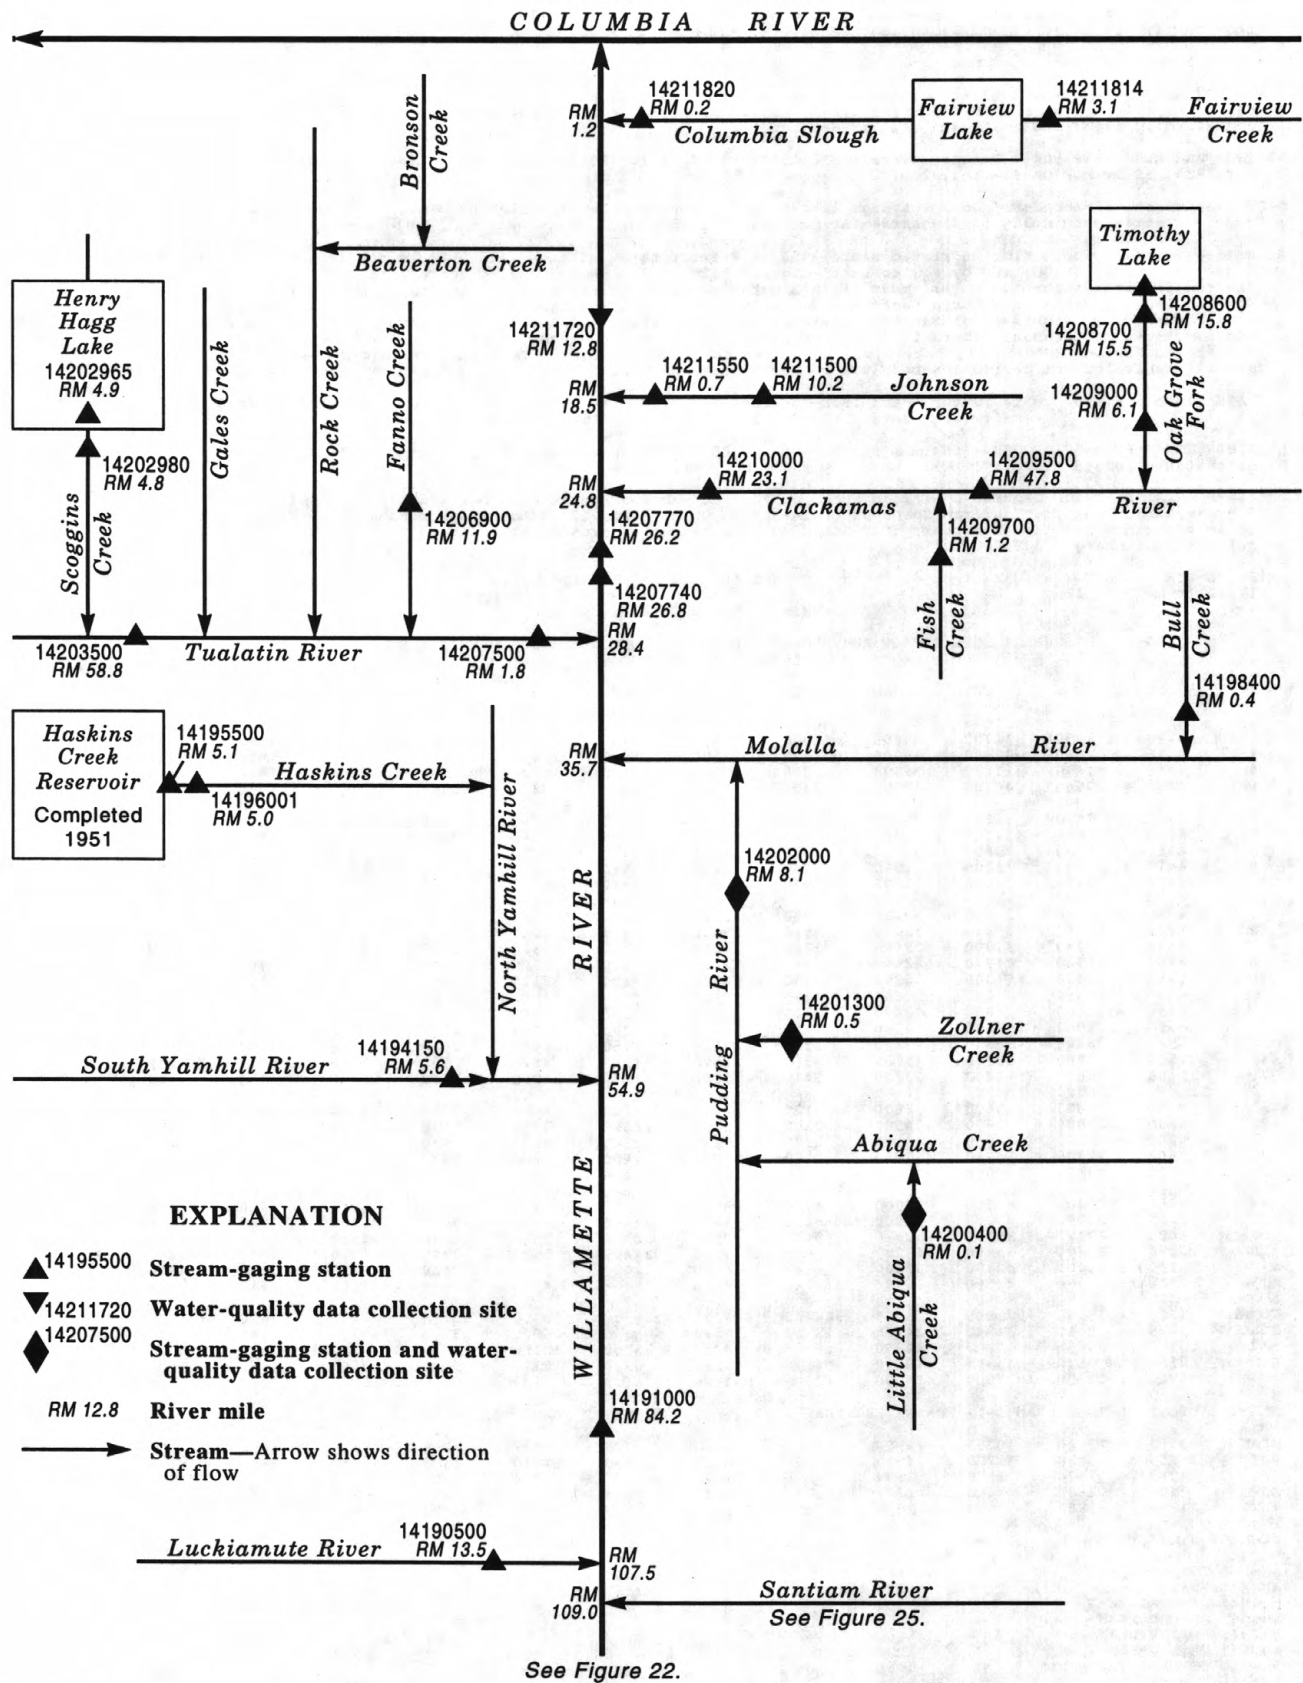 COLUMBIA RIVER
14211820
RM 0.2
RM
1.2
Columbia Slough
Fairview
Lake
14211814
RM 3.1
Fairview
Creek
Bronson
Creek
Beaverton Creek
Timothy
Lake
14208600
RM 15.8
14208700
RM 15.5
14209000
RM 6.1
Oak Grove
Fork
Henry
Hagg
Lake
14202965
RM 4.9
14202980
RM 4.8
Scoggins
Creek
Gales Creek
Rock Creek
Fanno Creek
14206900
RM 11.9
14211720
RM 12.8
RM
18.5
14211550
RM 0.7
14211500
RM 10.2
Johnson
Creek
RM
24.8
14210000
RM 23.1
14209500
RM 47.8
Clackamas
River
14207770
RM 26.2
14207740
RM 26.8
14209700
RM 1.2
Fish
Creek
Bull
Creek
14198400
RM 0.4
14203500
RM 58.8
Tualatin River
14207500
RM 1.8
RM
28.4
Haskins
Creek
Reservoir
Completed
1951
14195500
RM 5.1
Haskins Creek
14196001
RM 5.0
North Yamhill River
RM
35.7
Molalla
River
14202000
RM 8.1
Pudding River
14201300
RM 0.5
Zollner
Creek
South Yamhill River
14194150
RM 5.6
RM
54.9
WILLAMETTE RIVER
Abiqua Creek
14200400
RM 0.1
Little Abiqua
Creek
14191000
RM 84.2
EXPLANATION
14195500
Stream-gaging station
14211720
Water-quality data collection site
14207500
Stream-gaging station and water-
quality data collection site
RM 12.8
River mile
Stream—Arrow shows direction
of flow
Luckiamute River
14190500
RM 13.5
RM
107.5
RM
109.0
Santiam River
See Figure 25.
See Figure 22.